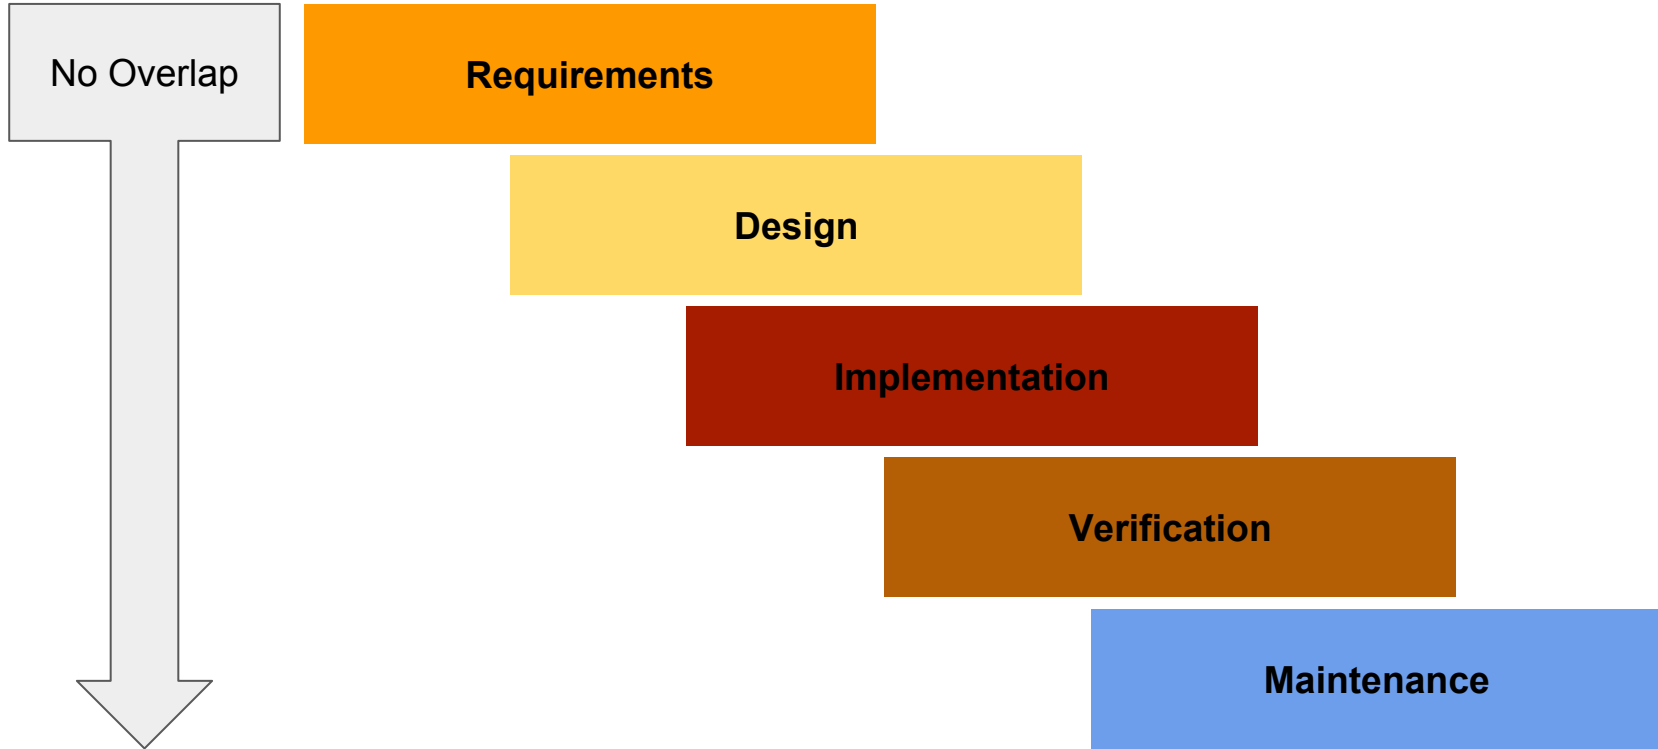 No Overlap
Requirements
Design
Implementation
Verification
Maintenance